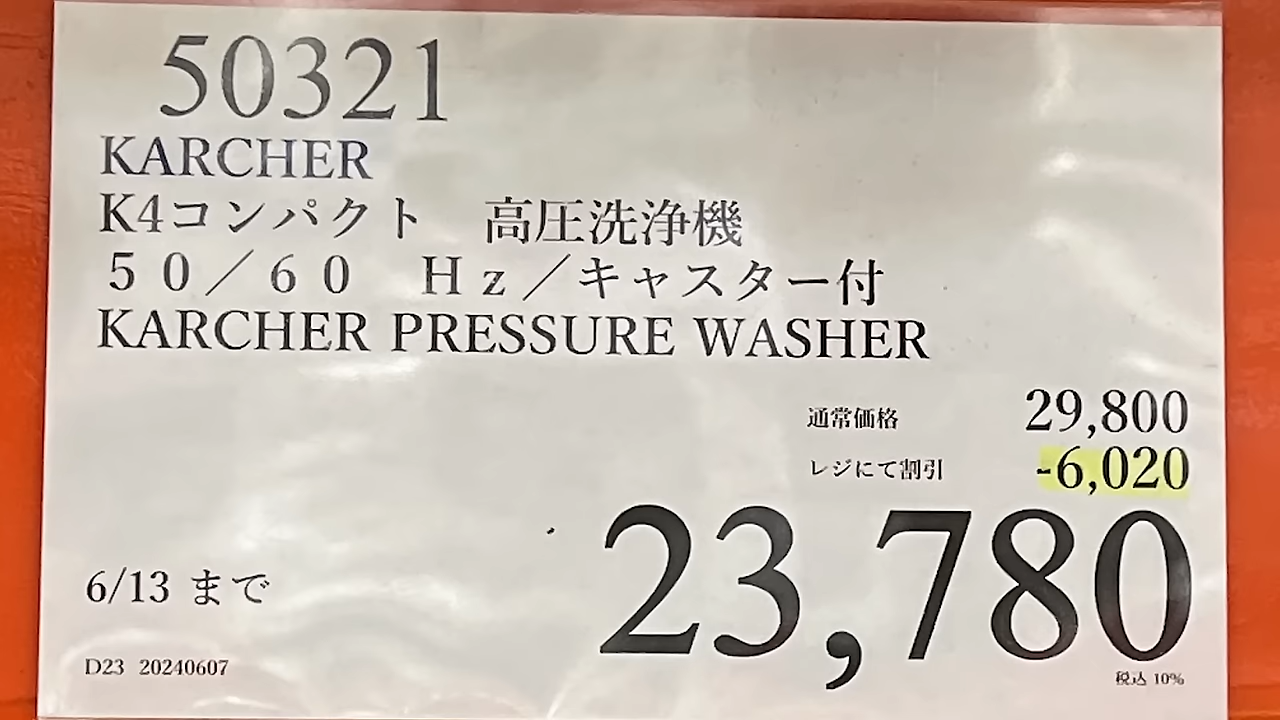 50321
KARCHER
K4コンパクト　高圧洗浄機
５０／６０　Ｈｚ／キャスター付
KARCHER PRESSURE WASHER
通常価格 29,800
レジにて割引 -6,020
23,780
6/13 まで
D23 20240607
税込 10%